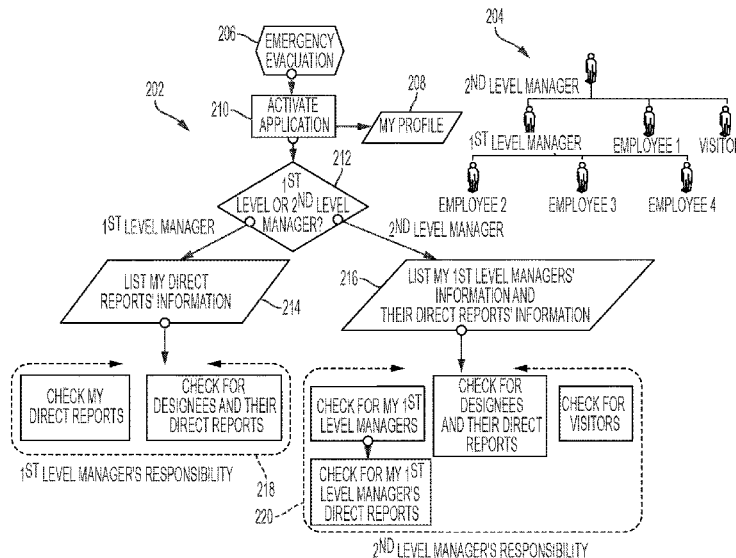 206
EMERGENCY
EVACUATION
204
2ND LEVEL MANAGER
202
210
ACTIVATE
APPLICATION
208
MY PROFILE
1ST LEVEL MANAGER
EMPLOYEE 1
VISITOR
212
1ST
LEVEL OR 2ND LEVEL
MANAGER?
EMPLOYEE 2
EMPLOYEE 3
EMPLOYEE 4
1ST LEVEL MANAGER
2ND LEVEL MANAGER
LIST MY DIRECT
REPORTS' INFORMATION
214
216
LIST MY 1ST LEVEL MANAGERS'
INFORMATION AND
THEIR DIRECT REPORTS' INFORMATION
CHECK MY
DIRECT REPORTS
CHECK FOR
DESIGNEES AND THEIR
DIRECT REPORTS
1ST LEVEL MANAGER'S RESPONSIBILITY
218
CHECK FOR MY 1ST
LEVEL MANAGERS
CHECK FOR
DESIGNEES
AND THEIR DIRECT
REPORTS
CHECK FOR
VISITORS
CHECK FOR MY 1ST
LEVEL MANAGER'S
DIRECT REPORTS
220
2ND LEVEL MANAGER'S RESPONSIBILITY